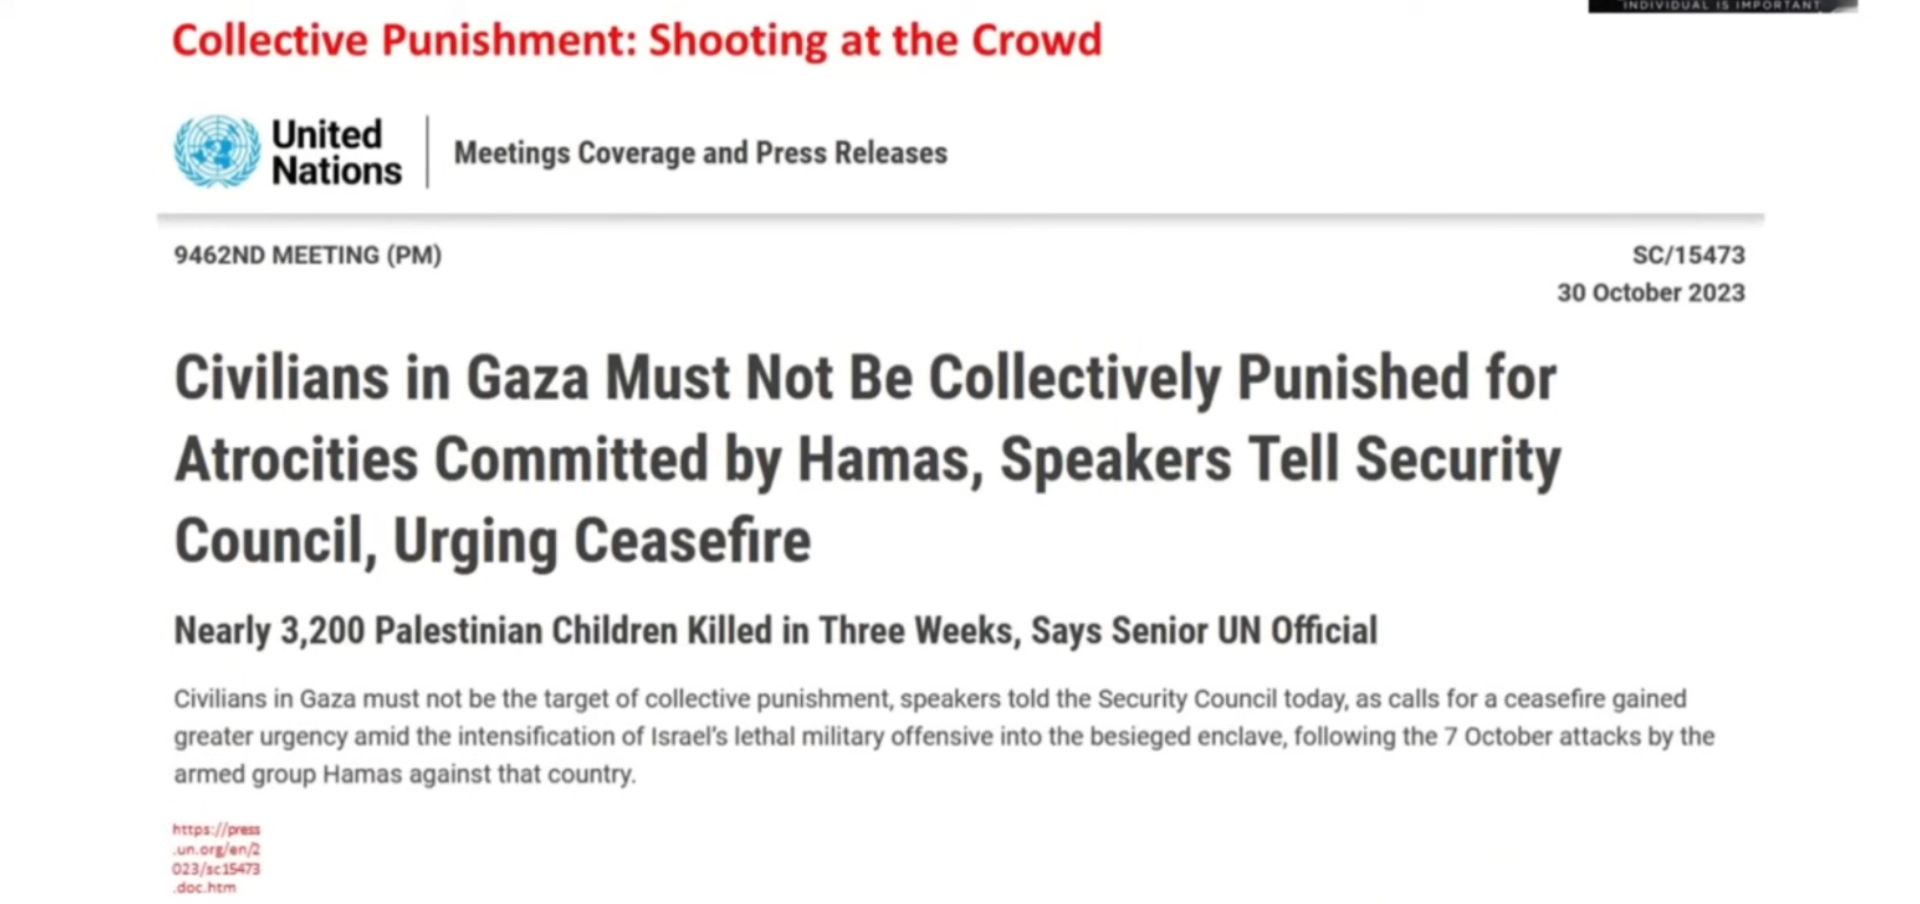 INDIVIDUAL IS IMPORTANT
Collective Punishment: Shooting at the Crowd
United
Nations
Meetings Coverage and Press Releases
9462ND MEETING (PM)
SC/15473
30 October 2023
Civilians in Gaza Must Not Be Collectively Punished for
Atrocities Committed by Hamas, Speakers Tell Security
Council, Urging Ceasefire
Nearly 3,200 Palestinian Children Killed in Three Weeks, Says Senior UN Official
Civilians in Gaza must not be the target of collective punishment, speakers told the Security Council today, as calls for a ceasefire gained
greater urgency amid the intensification of Israel’s lethal military offensive into the besieged enclave, following the 7 October attacks by the
armed group Hamas against that country.
https://press
.un.org/en/2
023/sc15473
.doc.htm